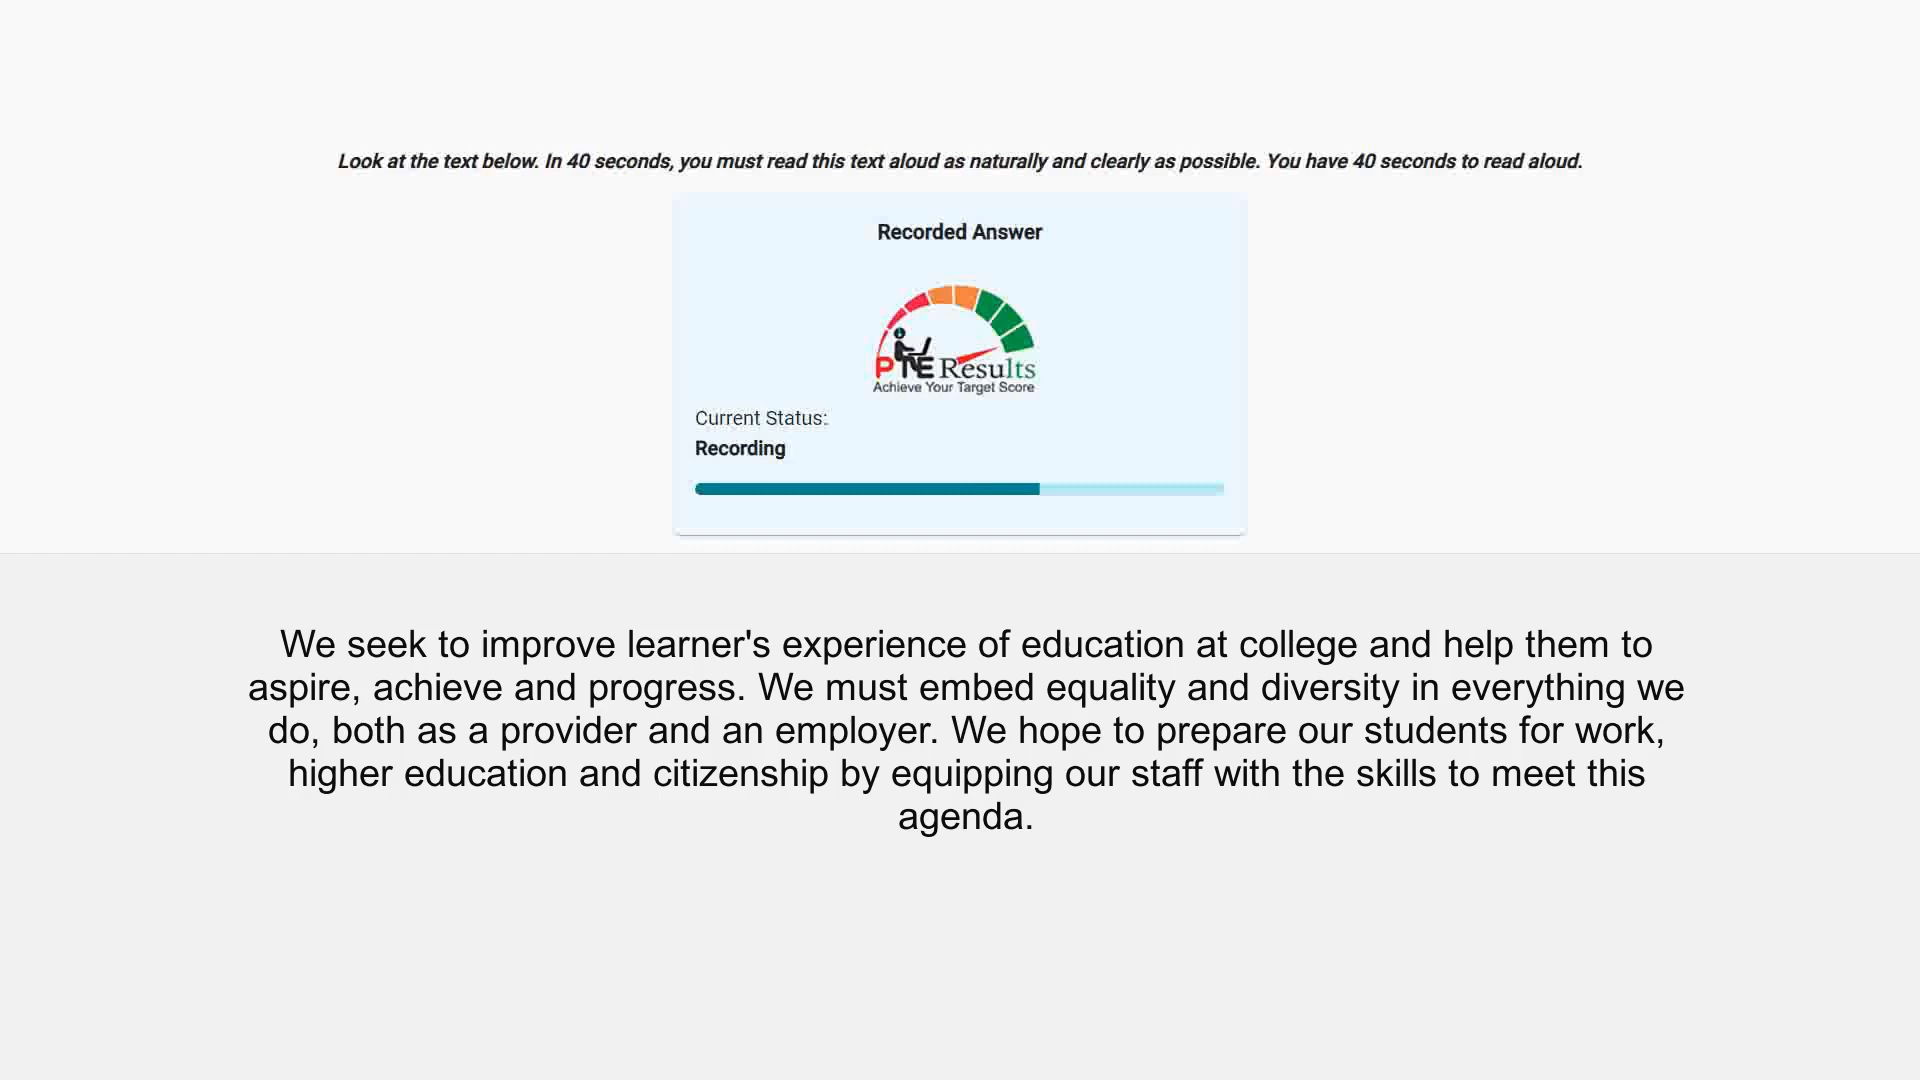 Look at the text below. In 40 seconds, you must read this text aloud as naturally and clearly as possible. You have 40 seconds to read aloud.
Recorded Answer
PTE Results
Achieve Your Target Score
Current Status:
Recording
We seek to improve learner's experience of education at college and help them to
aspire, achieve and progress. We must embed equality and diversity in everything we
do, both as a provider and an employer. We hope to prepare our students for work,
higher education and citizenship by equipping our staff with the skills to meet this
agenda.